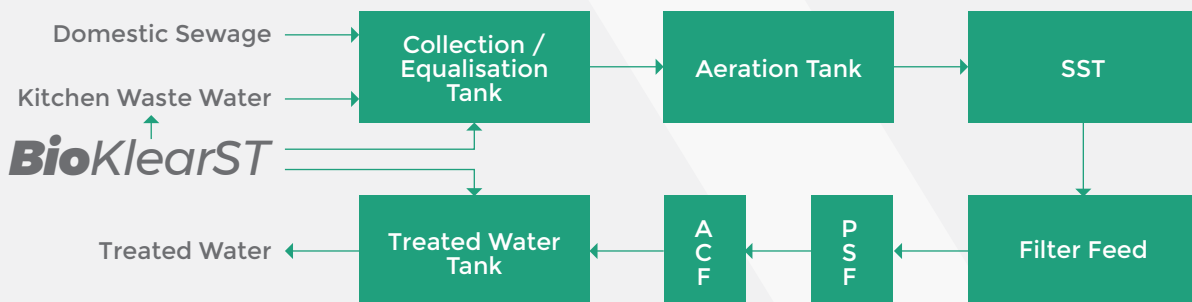 Domestic Sewage
Kitchen Waste Water
BioKlearST
Collection /
Equalisation
Tank
Aeration Tank
SST
Treated Water
Treated Water
Tank
A
C
F
P
S
F
Filter Feed